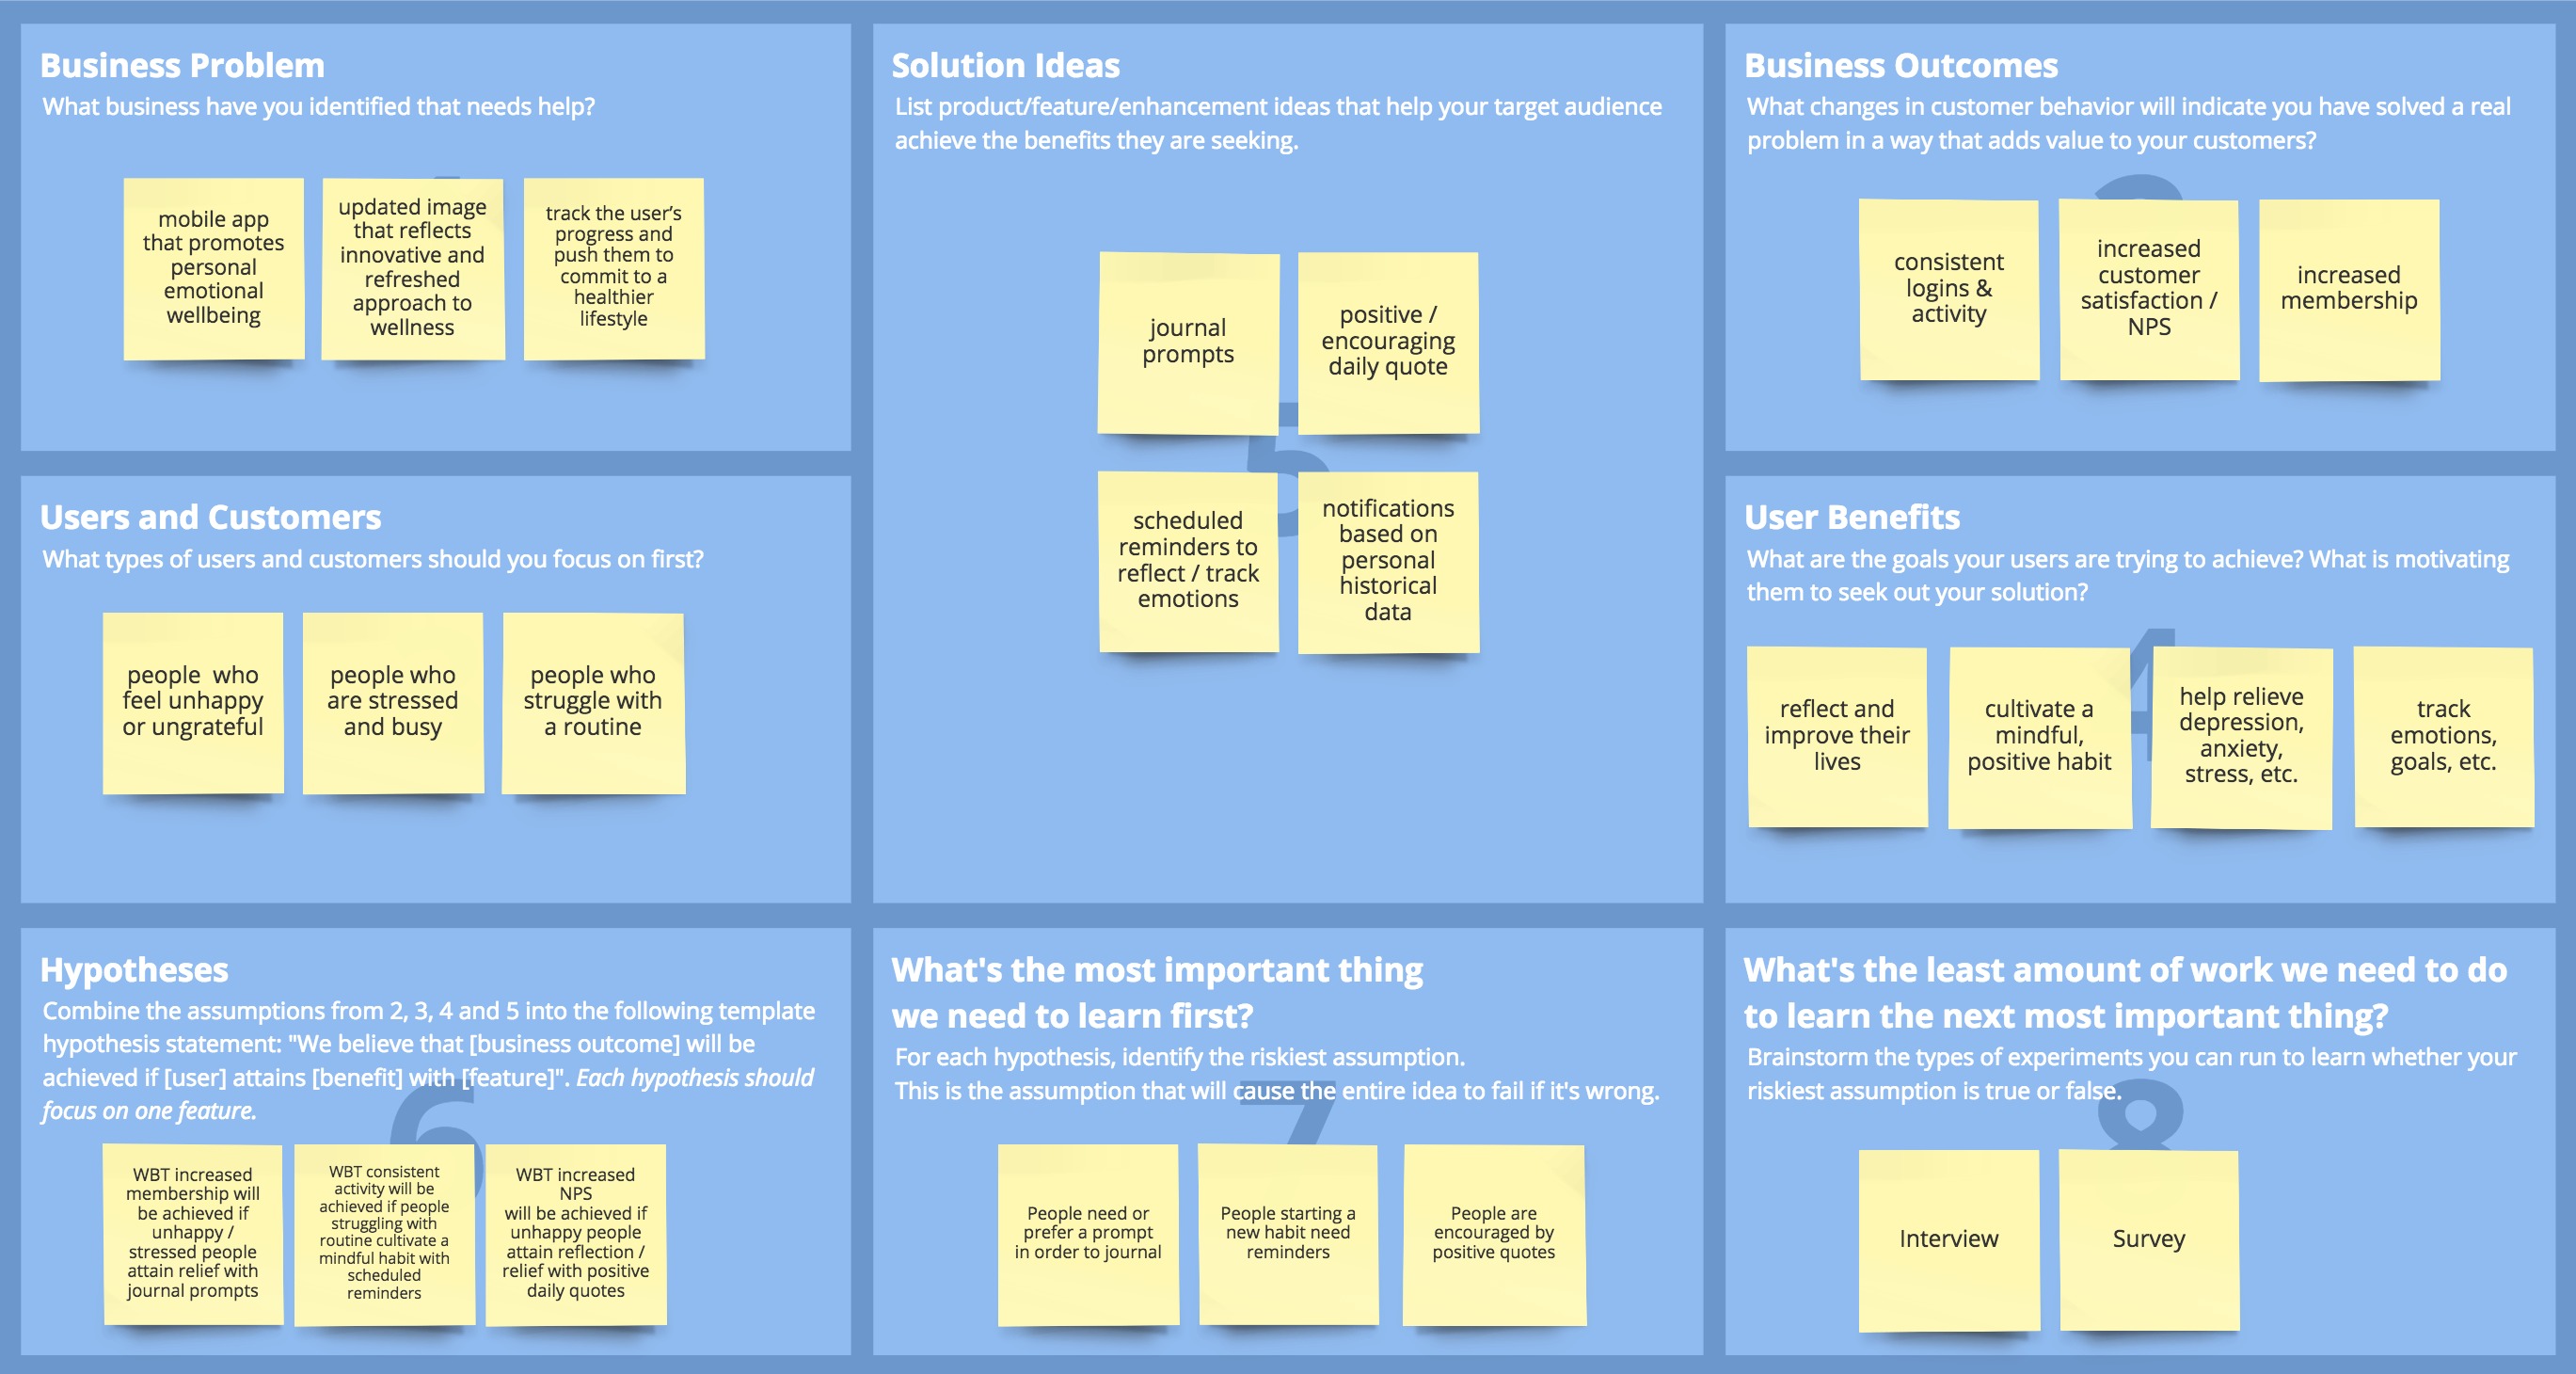 Business Problem
What business have you identified that needs help?
mobile app
that promotes
personal
emotional
wellbeing
updated image
that reflects
innovative and
refreshed
approach to
wellness
track the user's
progress and
push them to
commit to a
healthier
lifestyle
Solution Ideas
List product/feature/enhancement ideas that help your target audience
achieve the benefits they are seeking.
journal
prompts
positive /
encouraging
daily quote
5
scheduled
reminders to
reflect / track
emotions
notifications
based on
personal
historical
data
Business Outcomes
What changes in customer behavior will indicate you have solved a real
problem in a way that adds value to your customers?
consistent
logins &
activity
increased
customer
satisfaction /
NPS
increased
membership
Users and Customers
What types of users and customers should you focus on first?
people  who
feel unhappy
or ungrateful
people who
are stressed
and busy
people who
struggle with
a routine
User Benefits
What are the goals your users are trying to achieve? What is motivating
them to seek out your solution?
4
reflect and
improve their
lives
cultivate a
mindful,
positive habit
help relieve
depression,
anxiety,
stress, etc.
track
emotions,
goals, etc.
Hypotheses
Combine the assumptions from 2, 3, 4 and 5 into the following template
hypothesis statement: "We believe that [business outcome] will be
achieved if [user] attains [benefit] with [feature]". Each hypothesis should
focus on one feature.
6
WBT increased
membership will
be achieved if
unhappy /
stressed people
attain relief with
journal prompts
WBT consistent
activity will be
achieved if people
struggling with
routine cultivate a
mindful habit with
scheduled
reminders
WBT increased
NPS
will be achieved if
unhappy people
attain reflection /
relief with positive
daily quotes
What's the most important thing
we need to learn first?
For each hypothesis, identify the riskiest assumption.
This is the assumption that will cause the entire idea to fail if it's wrong.
7
People need or
prefer a prompt
in order to journal
People starting a
new habit need
reminders
People are
encouraged by
positive quotes
What's the least amount of work we need to do
to learn the next most important thing?
Brainstorm the types of experiments you can run to learn whether your
riskiest assumption is true or false.
8
Interview
Survey